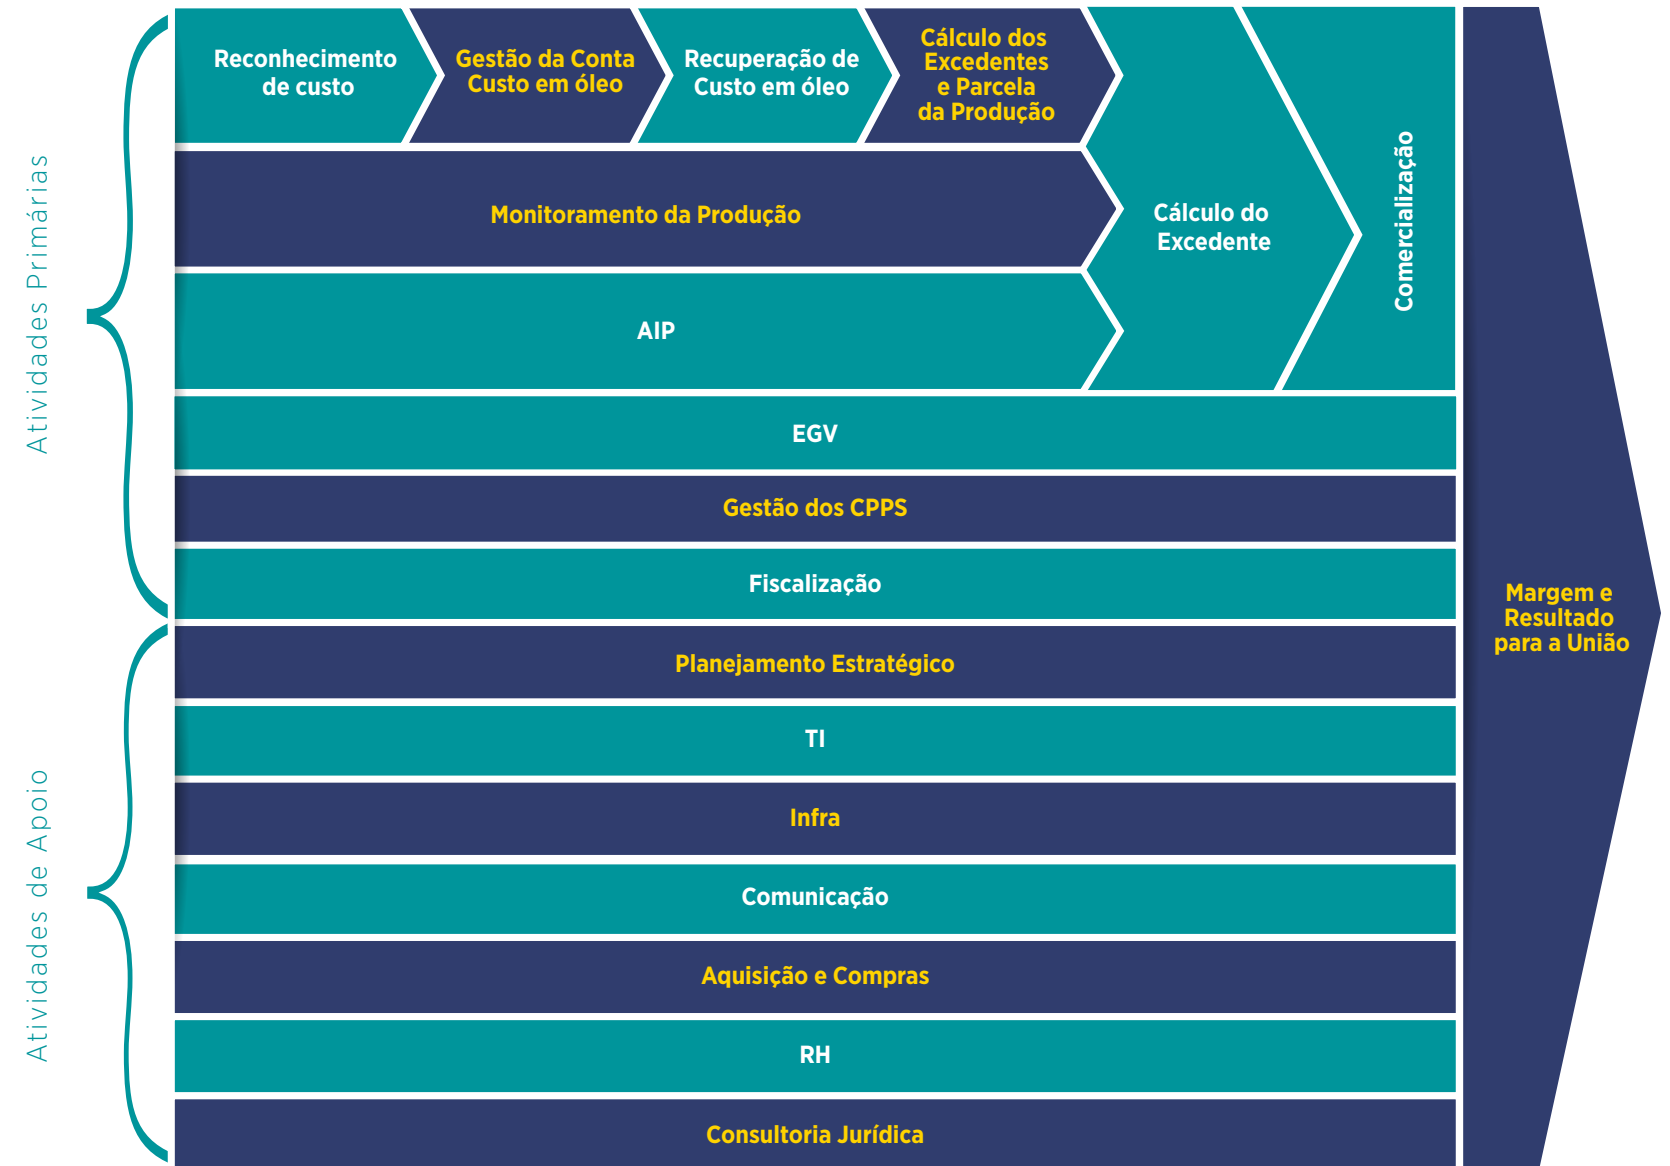 Atividades Primárias
Reconhecimento
de custo
Gestão da Conta
Custo em óleo
Recuperação de
Custo em óleo
Cálculo dos
Excedentes
e Parcela
da Produção
Monitoramento da Produção
AIP
Cálculo do
Excedente
Comercialização
EGV
Gestão dos CPPS
Fiscalização
Atividades de Apoio
Planejamento Estratégico
TI
Infra
Comunicação
Aquisição e Compras
RH
Consultoria Jurídica
Margem e
Resultado
para a União